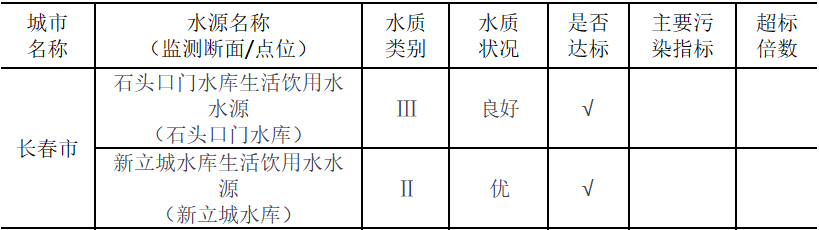 城市名称 水源名称（监测断面/点位） 水质类别 水质状况 是否达标 主要污染指标 超标倍数
长春市
石头口门水库生活饮用水
水源
（石头口门水库）
Ⅲ 良好 √
新立城水库生活饮用水水
源
（新立城水库）
Ⅱ 优 √